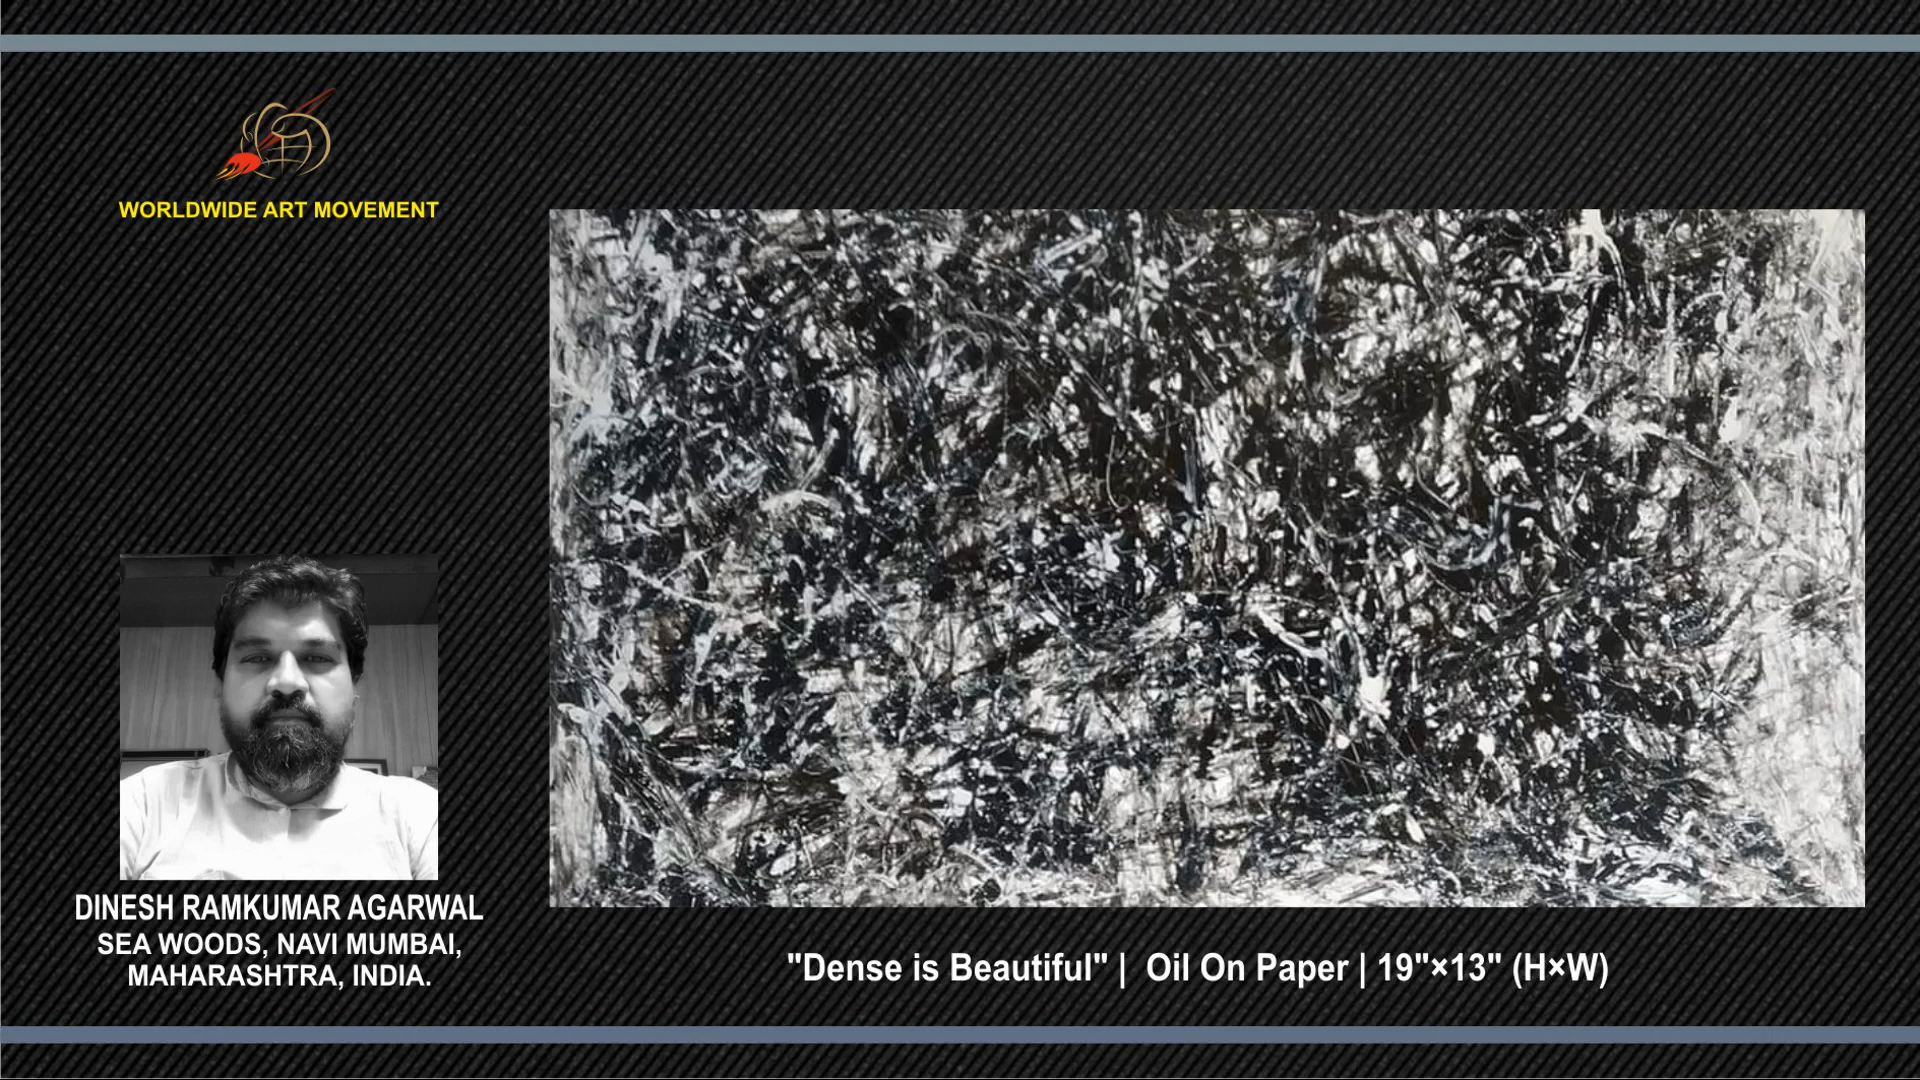 WORLDWIDE ART MOVEMENT
DINESH RAMKUMAR AGARWAL
SEA WOODS, NAVI MUMBAI,
MAHARASHTRA, INDIA.
"Dense is Beautiful" | Oil On Paper | 19"×13" (H×W)